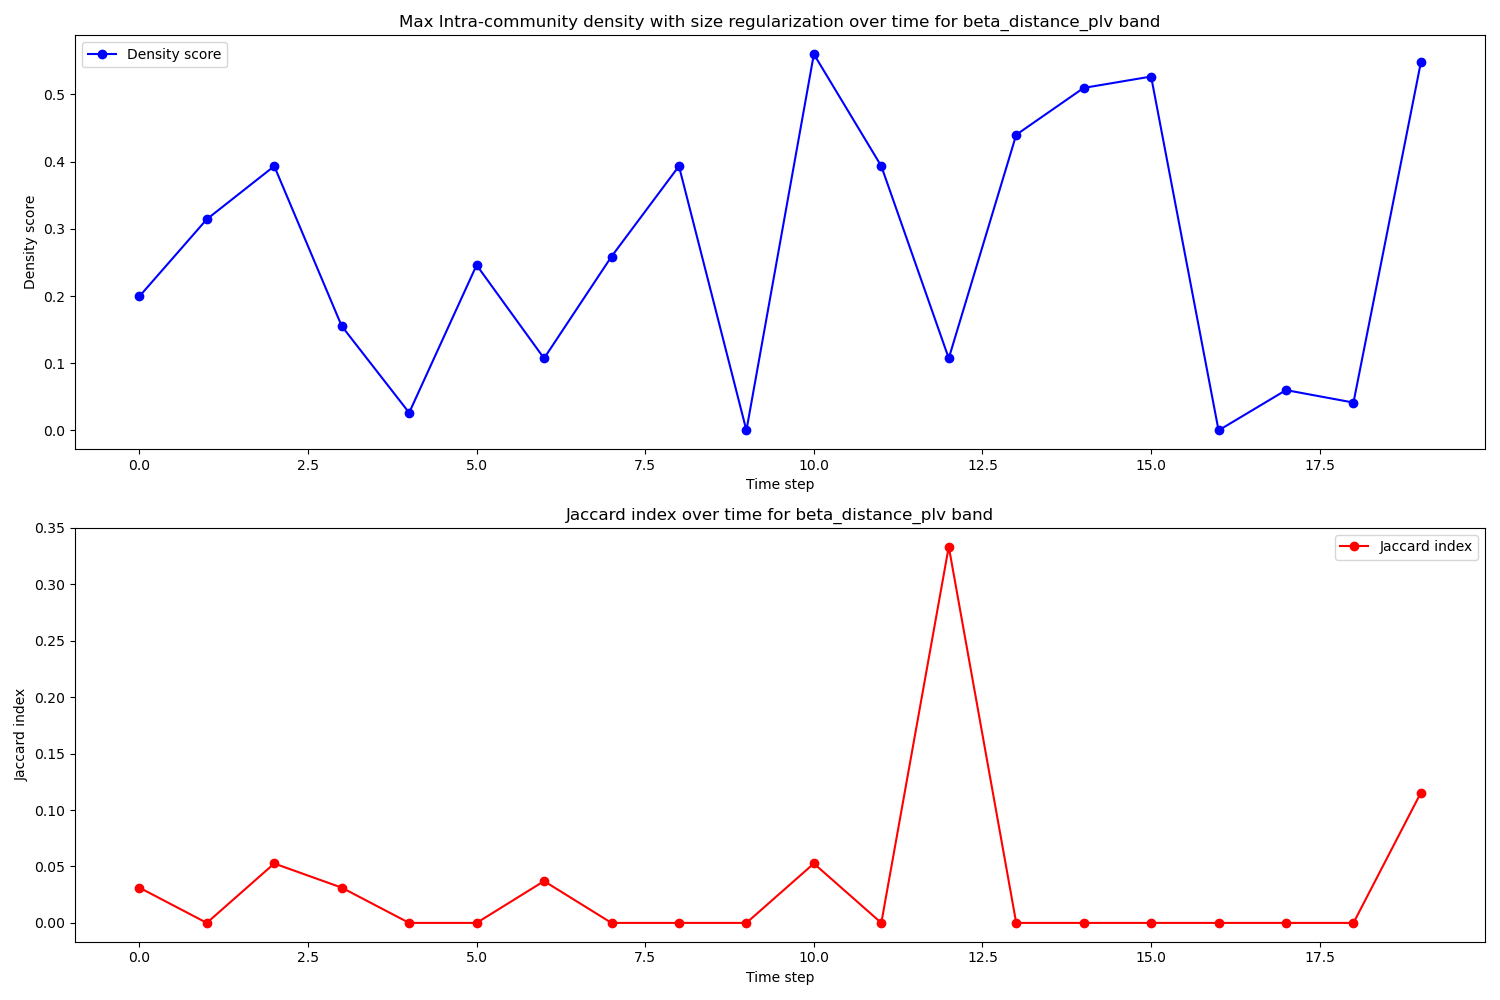 Max Intra-community density with size regularization over time for beta_distance_plv band
Density score
Density score
0.5
0.4
0.3
0.2
0.1
0.0
0.0 2.5 5.0 7.5 10.0 12.5 15.0 17.5
Time step
Jaccard index over time for beta_distance_plv band
Jaccard index
Jaccard index
0.35
0.30
0.25
0.20
0.15
0.10
0.05
0.00
0.0 2.5 5.0 7.5 10.0 12.5 15.0 17.5
Time step